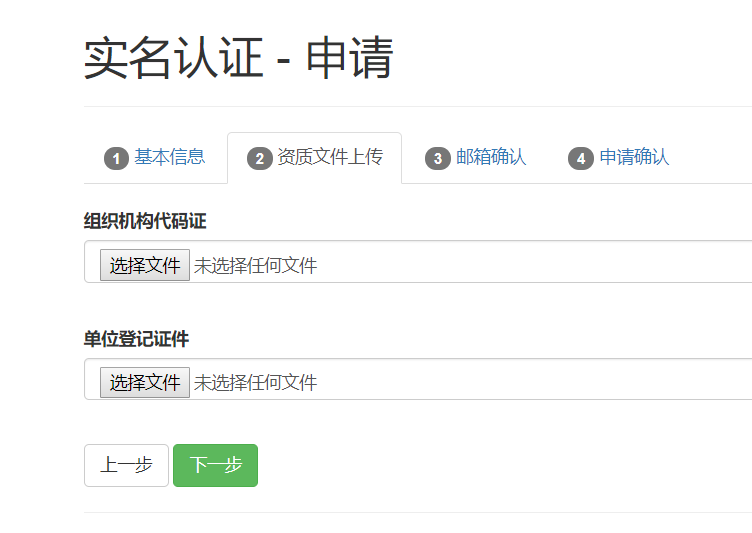 实名认证 - 申请
1 基本信息 2 资质文件上传 3 邮箱确认 4 申请确认
组织机构代码证
选择文件 未选择任何文件
单位登记证件
选择文件 未选择任何文件
上一步 下一步